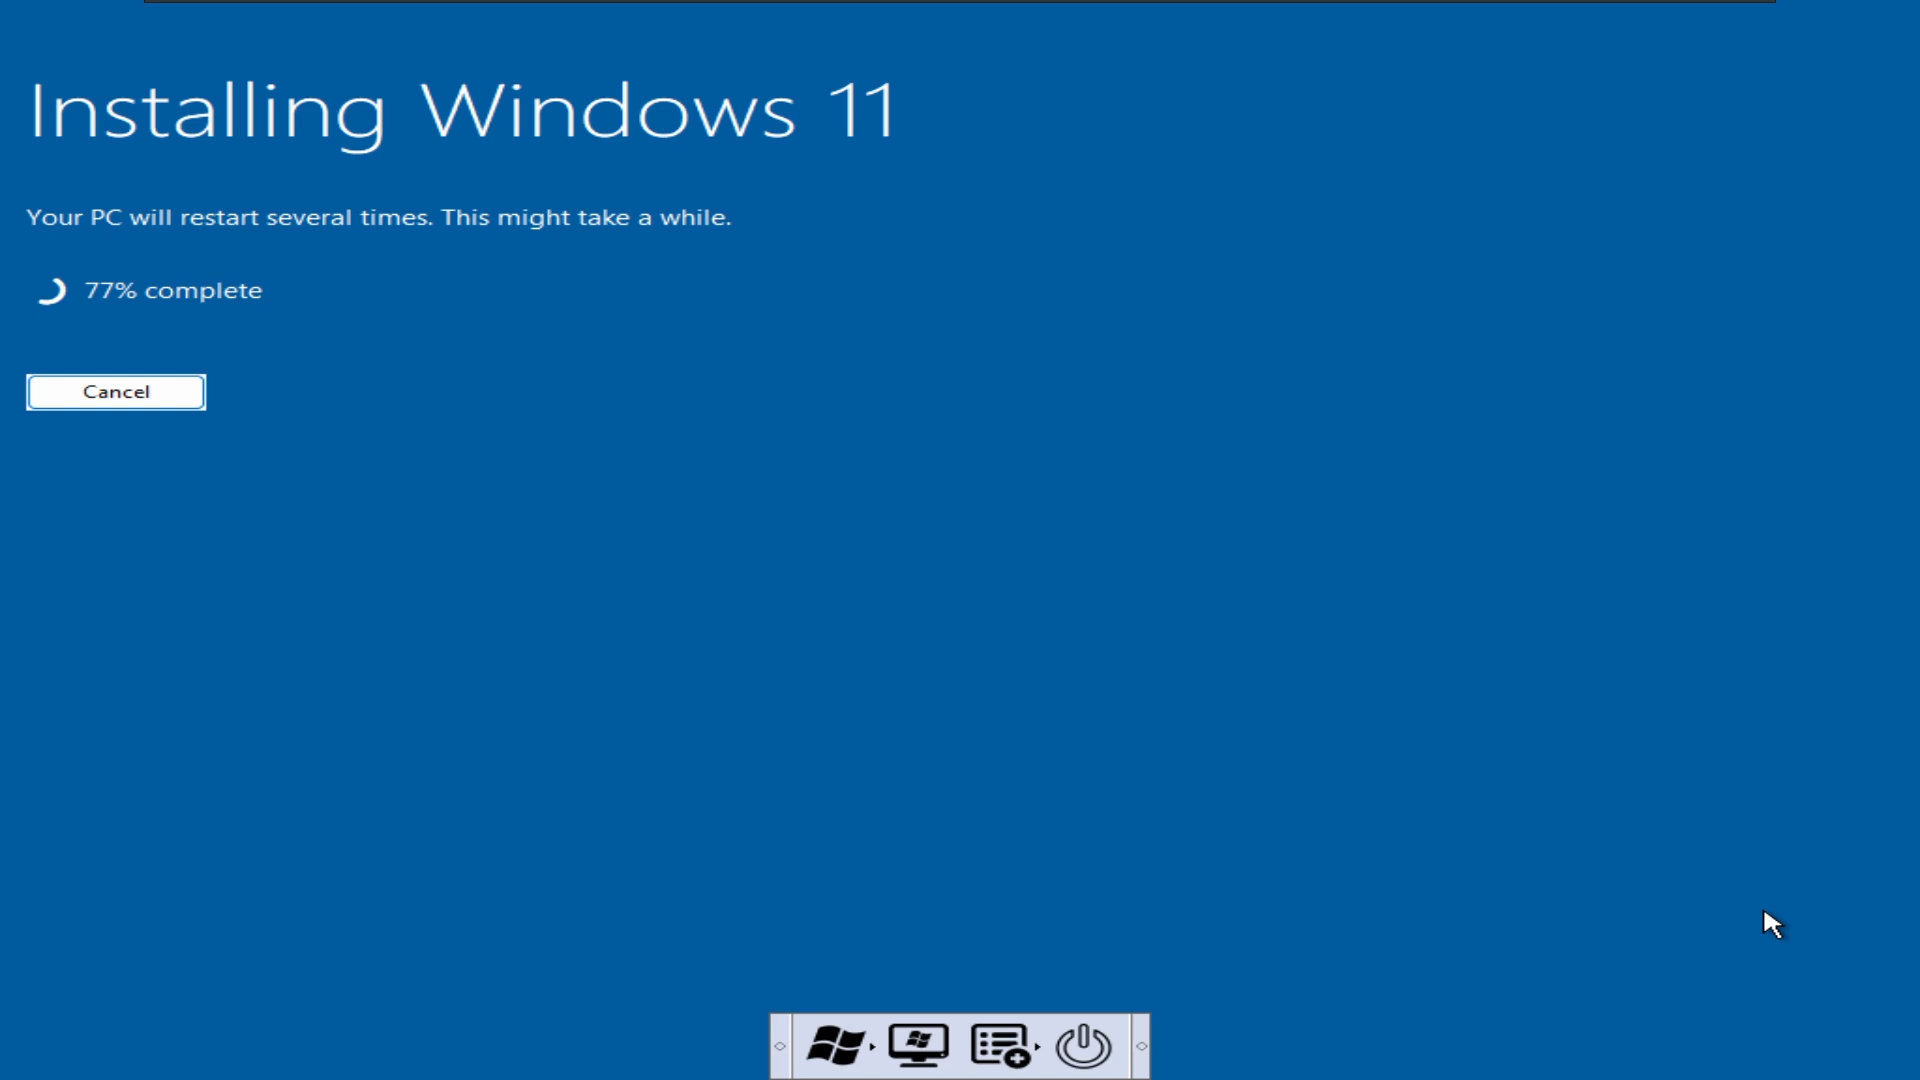 Installing Windows 11
Your PC will restart several times. This might take a while.
77% complete
Cancel